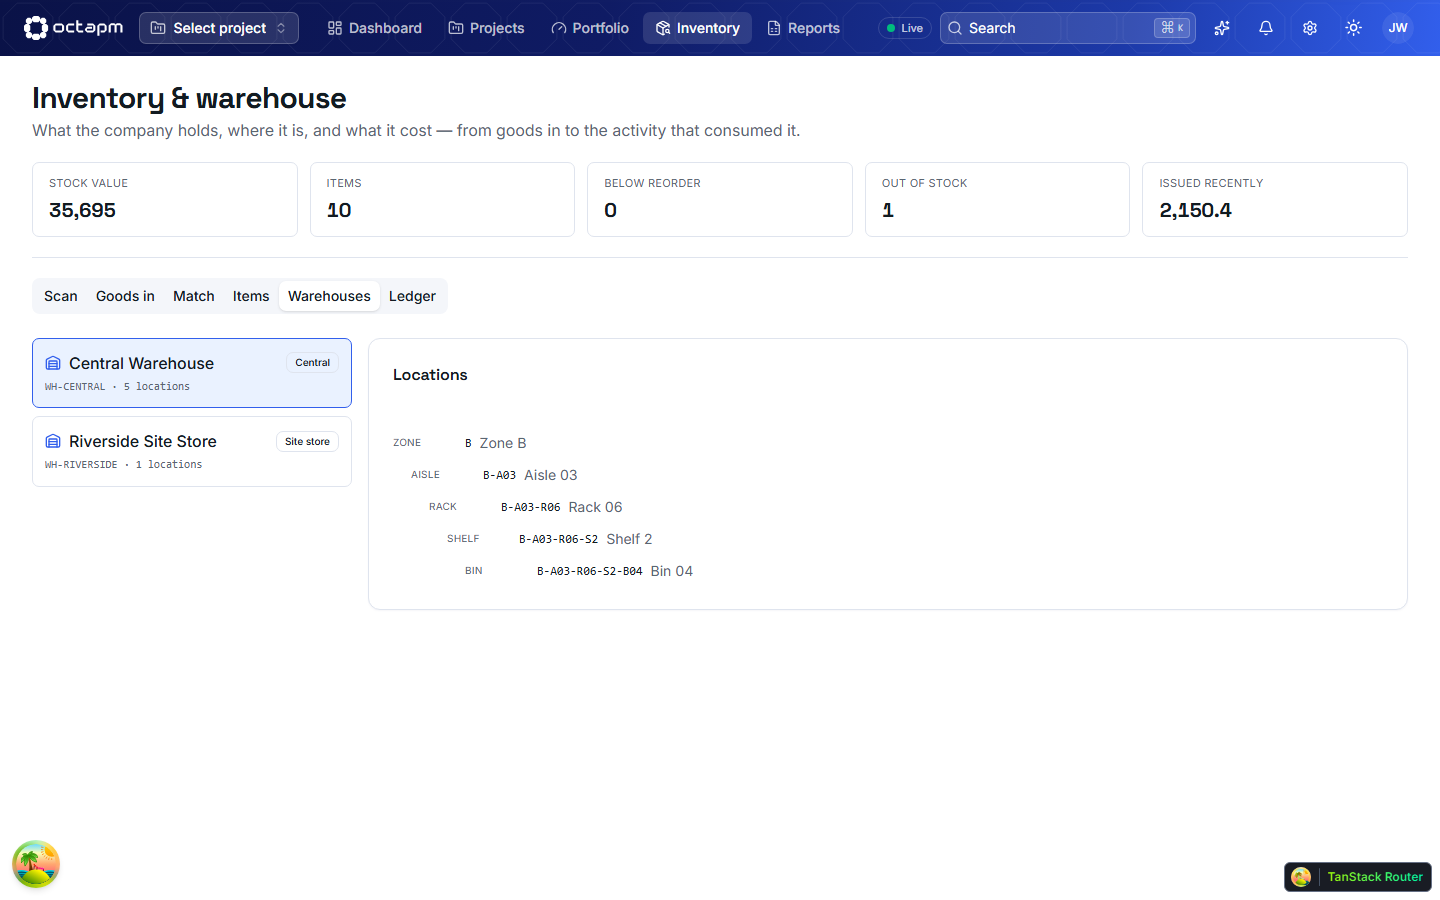 octapm
Select project
Dashboard
Projects
Portfolio
Inventory
Reports
Live
Search
⌘ K
JW
Inventory & warehouse
What the company holds, where it is, and what it cost — from goods in to the activity that consumed it.
STOCK VALUE
35,695
ITEMS
10
BELOW REORDER
0
OUT OF STOCK
1
ISSUED RECENTLY
2,150.4
Scan
Goods in
Match
Items
Warehouses
Ledger
Central Warehouse
Central
WH-CENTRAL · 5 locations
Riverside Site Store
Site store
WH-RIVERSIDE · 1 locations
Locations
ZONE B Zone B
AISLE B-A03 Aisle 03
RACK B-A03-R06 Rack 06
SHELF B-A03-R06-S2 Shelf 2
BIN B-A03-R06-S2-B04 Bin 04
TanStack Router